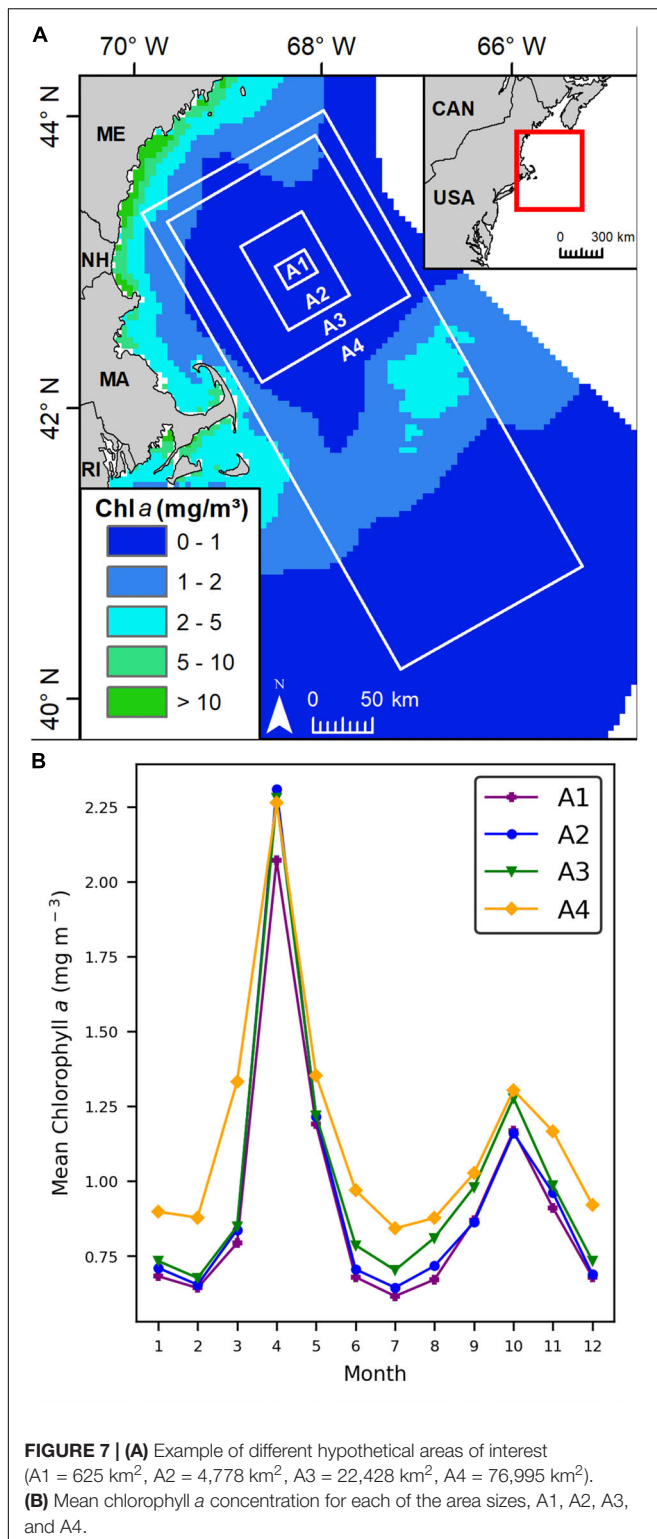 A
70° W 68° W 66° W
44° N
42° N
40° N
ME
NH
MA
RI
A1
A2
A3
A4
CAN
USA
0 300 km
Chl a (mg/m³)
0 - 1
1 - 2
2 - 5
5 - 10
> 10
N
0 50 km
B
Mean Chlorophyll a (mg m⁻³)
2.25
2.00
1.75
1.50
1.25
1.00
0.75
A1
A2
A3
A4
1 2 3 4 5 6 7 8 9 10 11 12
Month
FIGURE 7 | (A) Example of different hypothetical areas of interest
(A1 = 625 km², A2 = 4,778 km², A3 = 22,428 km², A4 = 76,995 km²).
(B) Mean chlorophyll a concentration for each of the area sizes, A1, A2, A3,
and A4.